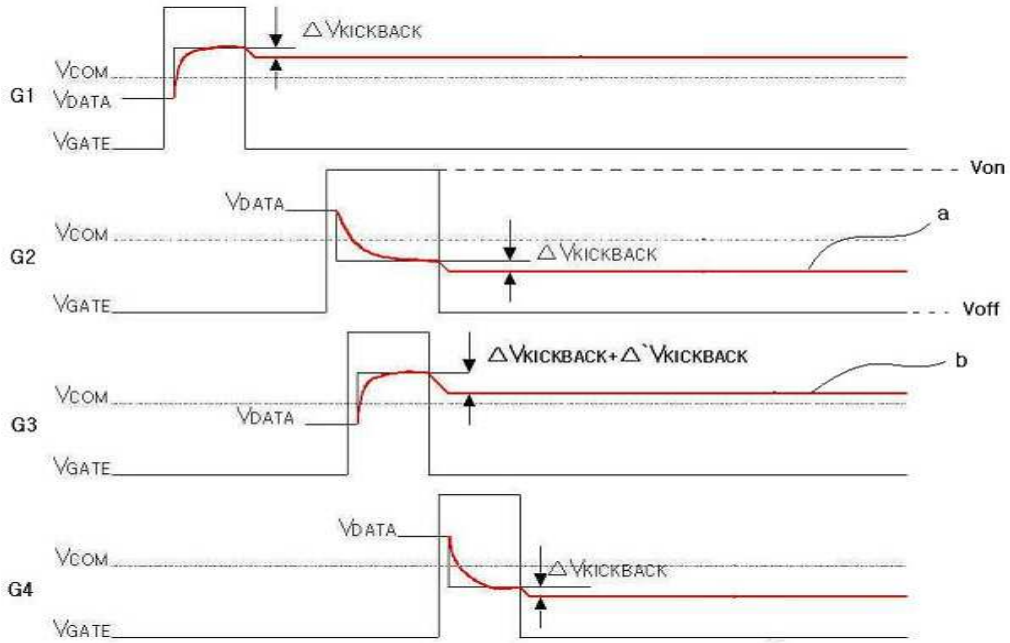 △VKICKBACK
VCOM
G1
VDATA
VGATE
Von
VDATA
a
VCOM
G2
△VKICKBACK
VGATE
Voff
△VKICKBACK+△`VKICKBACK
b
VCOM
G3
VDATA
VGATE
VDATA
VCOM
△VKICKBACK
G4
VGATE